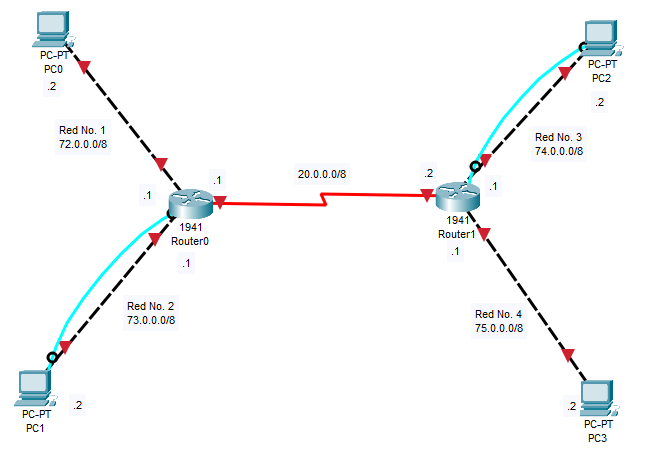 PC-PT
PC0
.2
Red No. 1
72.0.0.0/8
.1
.1
1941
Router0
.1
Red No. 2
73.0.0.0/8
.2
PC-PT
PC1
20.0.0.0/8
PC-PT
PC2
.2
Red No. 3
74.0.0.0/8
.2
.1
1941
Router1
.1
Red No. 4
75.0.0.0/8
.2
PC-PT
PC3